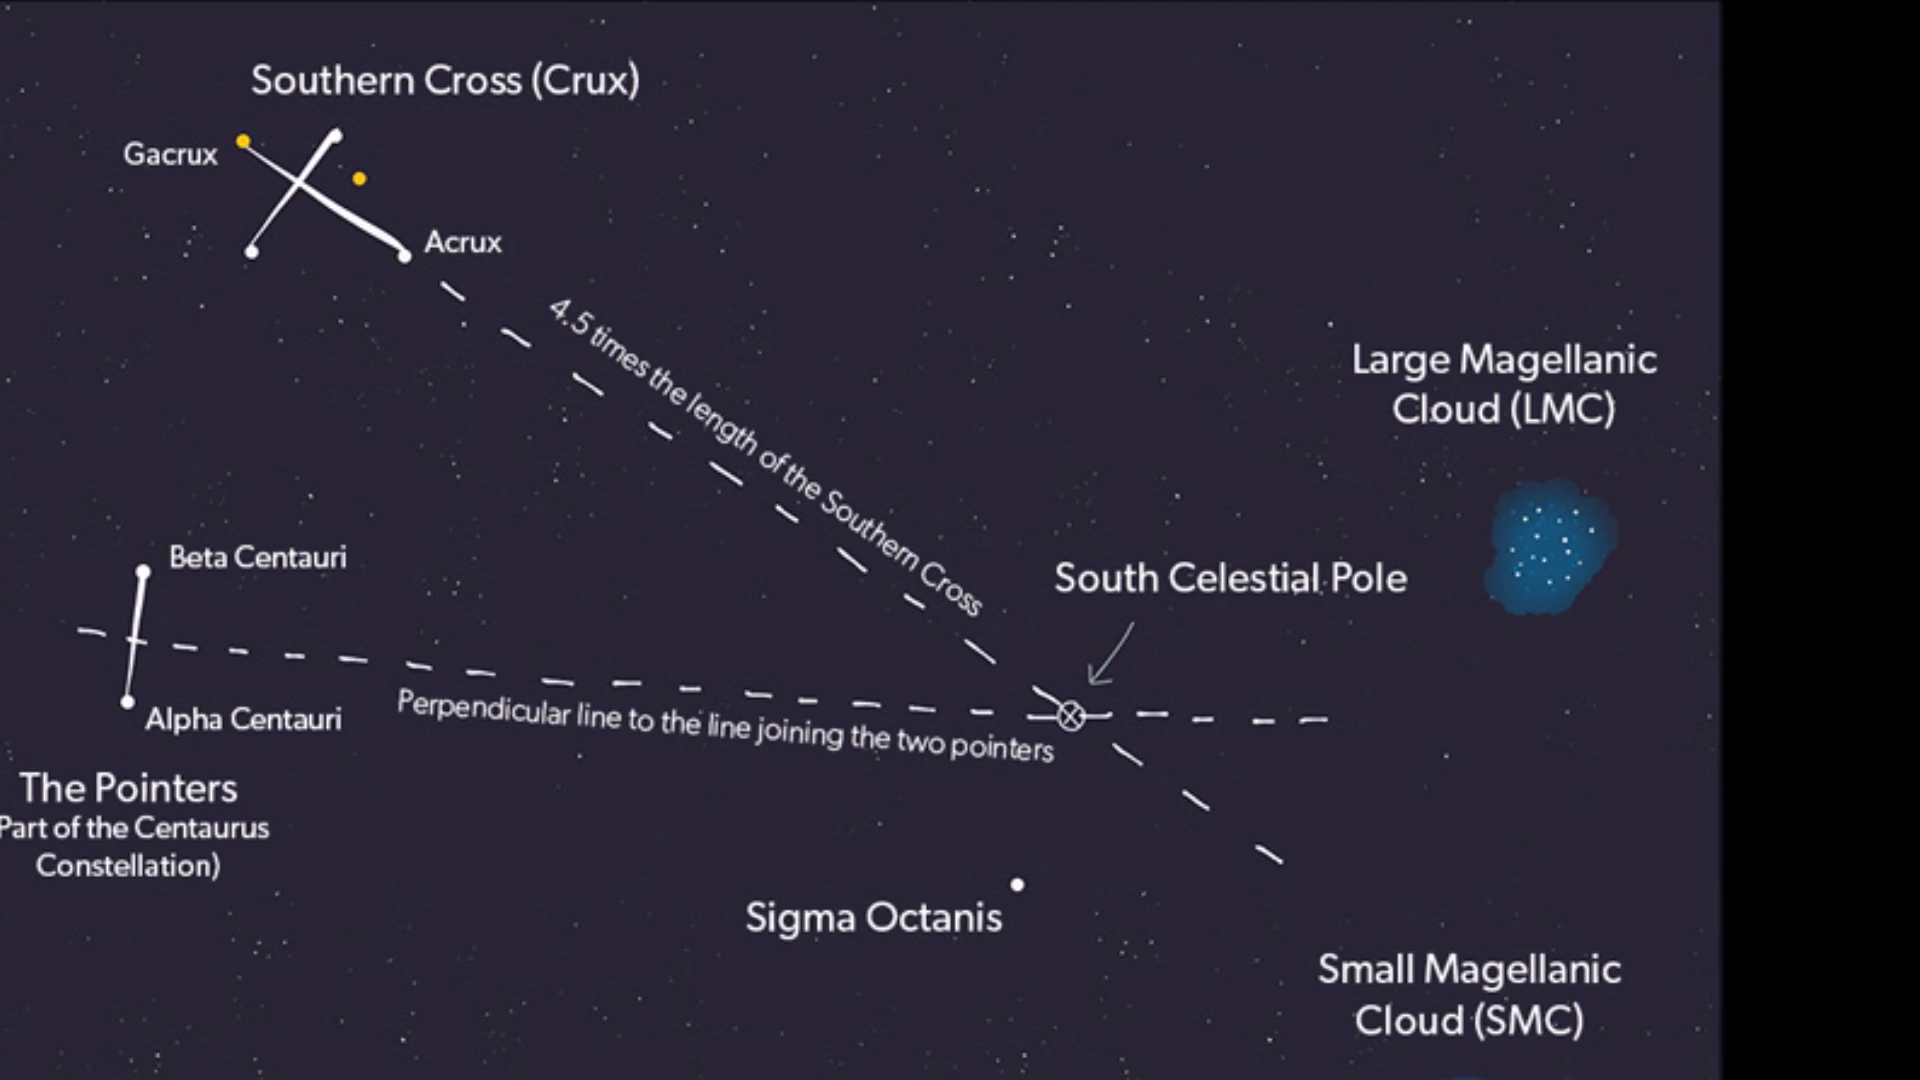 Southern Cross (Crux)
Gacrux
Acrux
4.5 times the length of the Southern Cross
Large Magellanic
Cloud (LMC)
Beta Centauri
South Celestial Pole
Alpha Centauri
Perpendicular line to the line joining the two pointers
The Pointers
Part of the Centaurus
Constellation)
Sigma Octanis
Small Magellanic
Cloud (SMC)